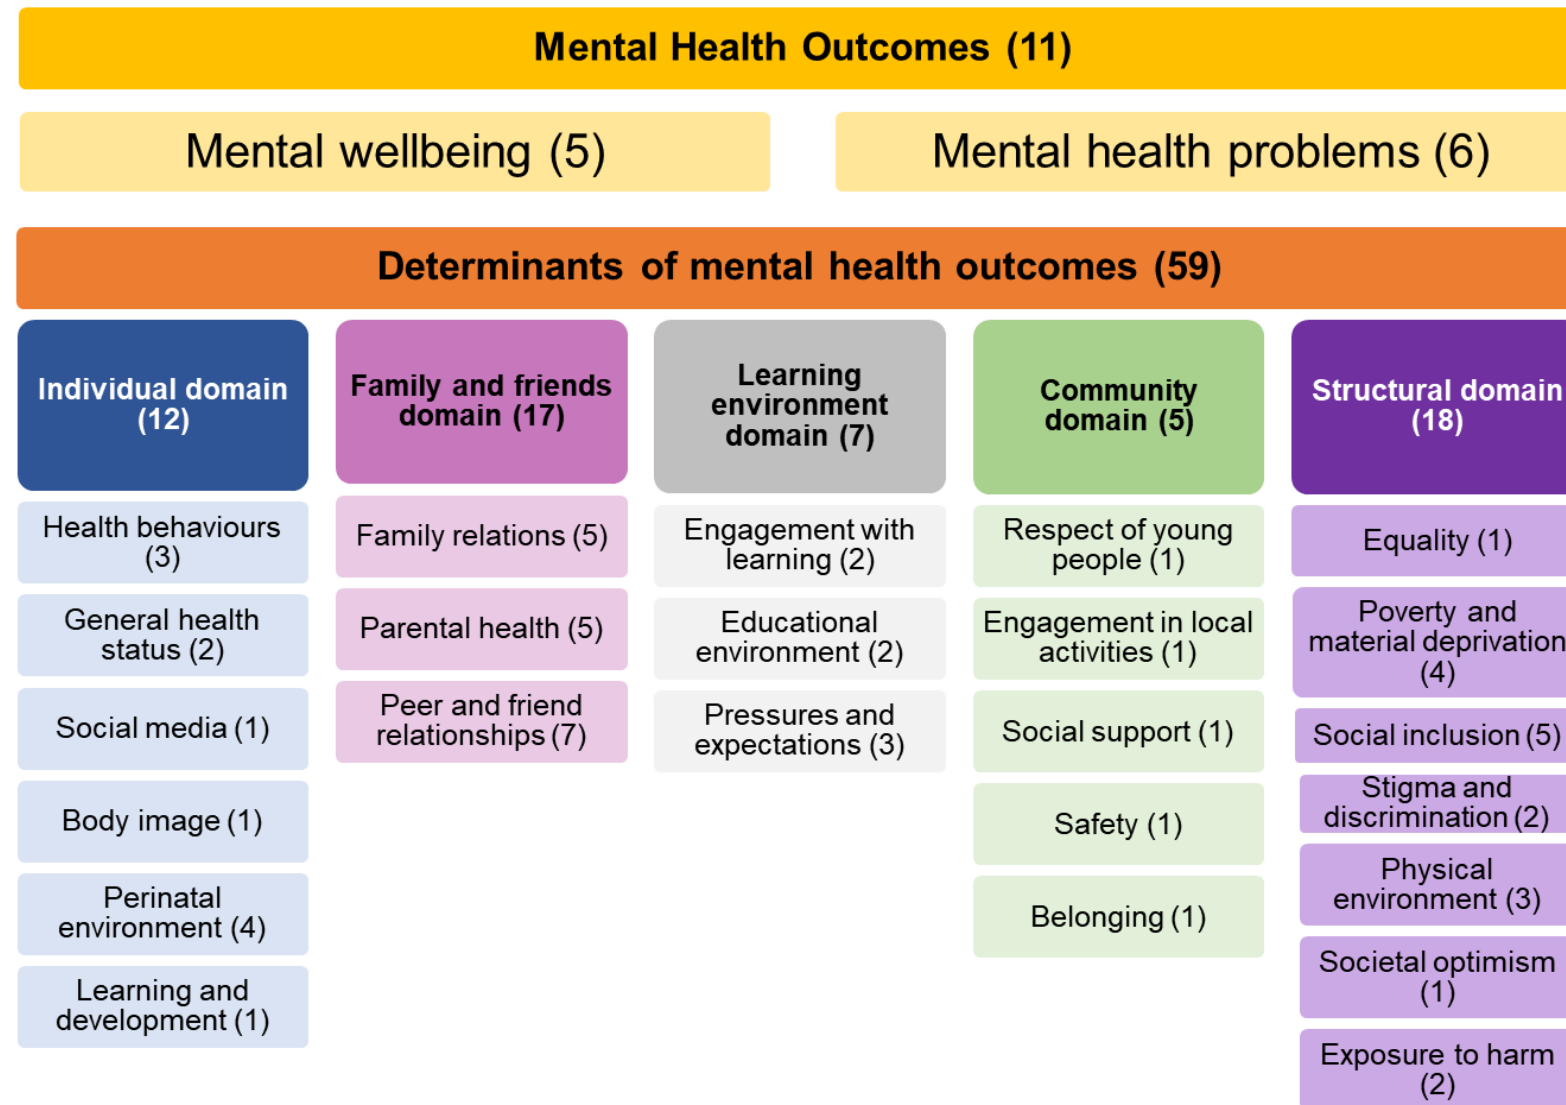 Mental Health Outcomes (11)
Mental wellbeing (5)
Mental health problems (6)
Determinants of mental health outcomes (59)
Individual domain
(12)
Health behaviours
(3)
General health
status (2)
Social media (1)
Body image (1)
Perinatal
environment (4)
Learning and
development (1)
Family and friends
domain (17)
Family relations (5)
Parental health (5)
Peer and friend
relationships (7)
Learning
environment
domain (7)
Engagement with
learning (2)
Educational
environment (2)
Pressures and
expectations (3)
Community
domain (5)
Respect of young
people (1)
Engagement in local
activities (1)
Social support (1)
Safety (1)
Belonging (1)
Structural domain
(18)
Equality (1)
Poverty and
material deprivation
(4)
Social inclusion (5)
Stigma and
discrimination (2)
Physical
environment (3)
Societal optimism
(1)
Exposure to harm
(2)